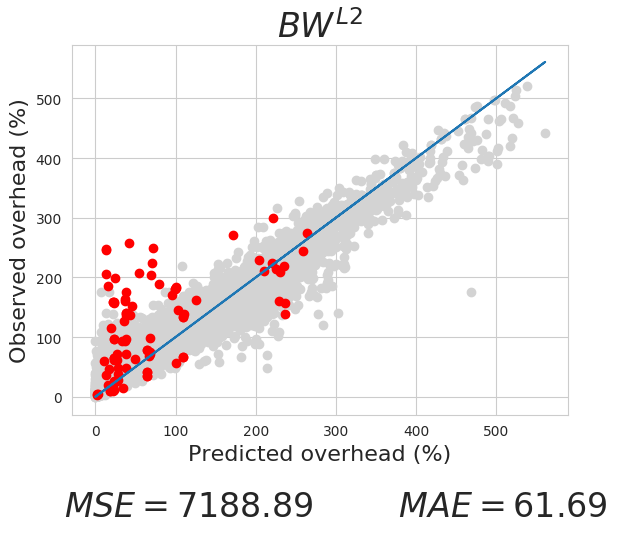 BW^{L2}
Observed overhead (%)
500
400
300
200
100
0
0 100 200 300 400 500
Predicted overhead (%)
MSE = 7188.89 MAE = 61.69